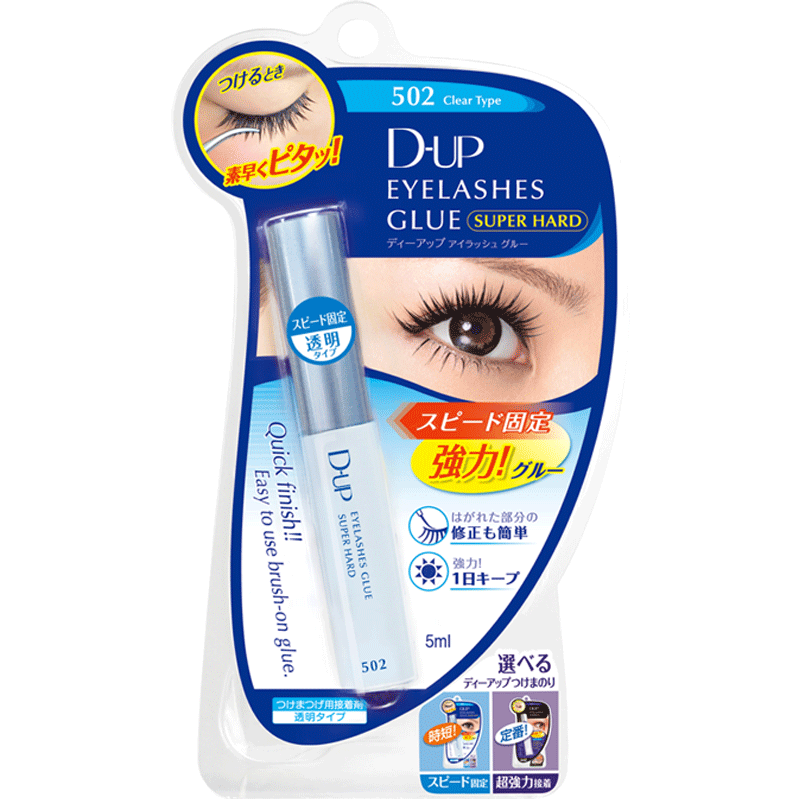 つけるとき
素早くピタッ!
502 Clear Type
D-UP
EYELASHES
GLUE SUPER HARD
ディーアップ アイラッシュ グルー
スピード固定
透明
タイプ
スピード固定
強力!グルー
Quick finish!!
Easy to use brush-on glue.
D-UP
EYELASHES GLUE
SUPER HARD
502
はがれた部分の
修正も簡単
強力!
1日キープ
5ml
つけまつげ用接着剤
透明タイプ
選べる
ディーアップつけまのり
時短!
D-UP
スピード固定
定番!
D-UP
超強力接着